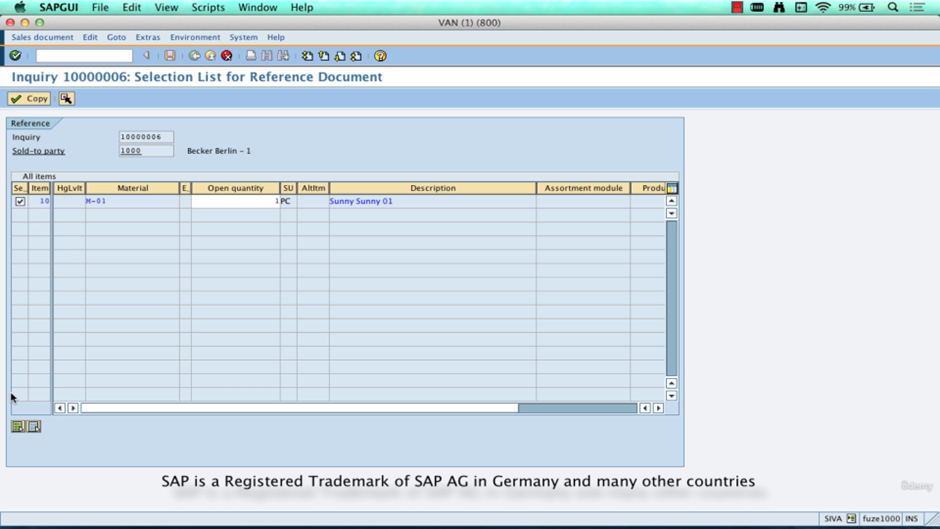 SAPGUI File Edit View Scripts Window Help 99%
VAN (1) (800)
Sales document Edit Goto Extras Environment System Help
Inquiry 10000006: Selection List for Reference Document
Copy
Reference
Inquiry 10000006
Sold-to party 1000 Becker Berlin - 1
All items
Se.. Item HgLvIt Material E. Open quantity SU AltItm Description Assortment module Produ
10 M-01 1 PC Sunny Sunny 01
SAP is a Registered Trademark of SAP AG in Germany and many other countries
Udemy
SIVA fuze1000 INS